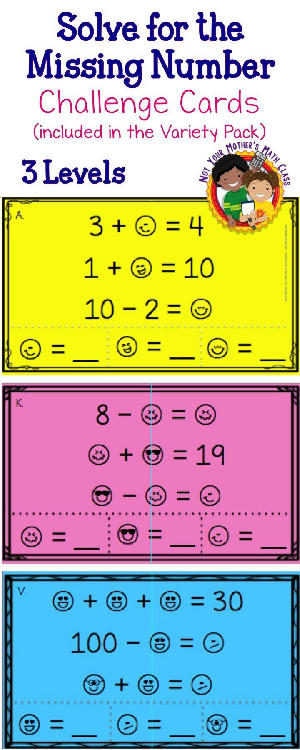 Solve for the
Missing Number
Challenge Cards
(included in the Variety Pack)
3 Levels
Not Your Mother's Math Class
A.
3 + 😉 = 4
1 + 😄 = 10
10 − 2 = 😊
😉 = __ 😄 = __ 😊 = __
K.
8 − 😆 = 😆
😆 + 😎 = 19
😎 − 😆 = 😉
😆 = __ 😎 = __ 😉 = __
V.
😍 + 😍 + 😍 = 30
100 − 😍 = 😕
🤓 + 😍 = 😕
😍 = __ 😕 = __ 🤓 = __